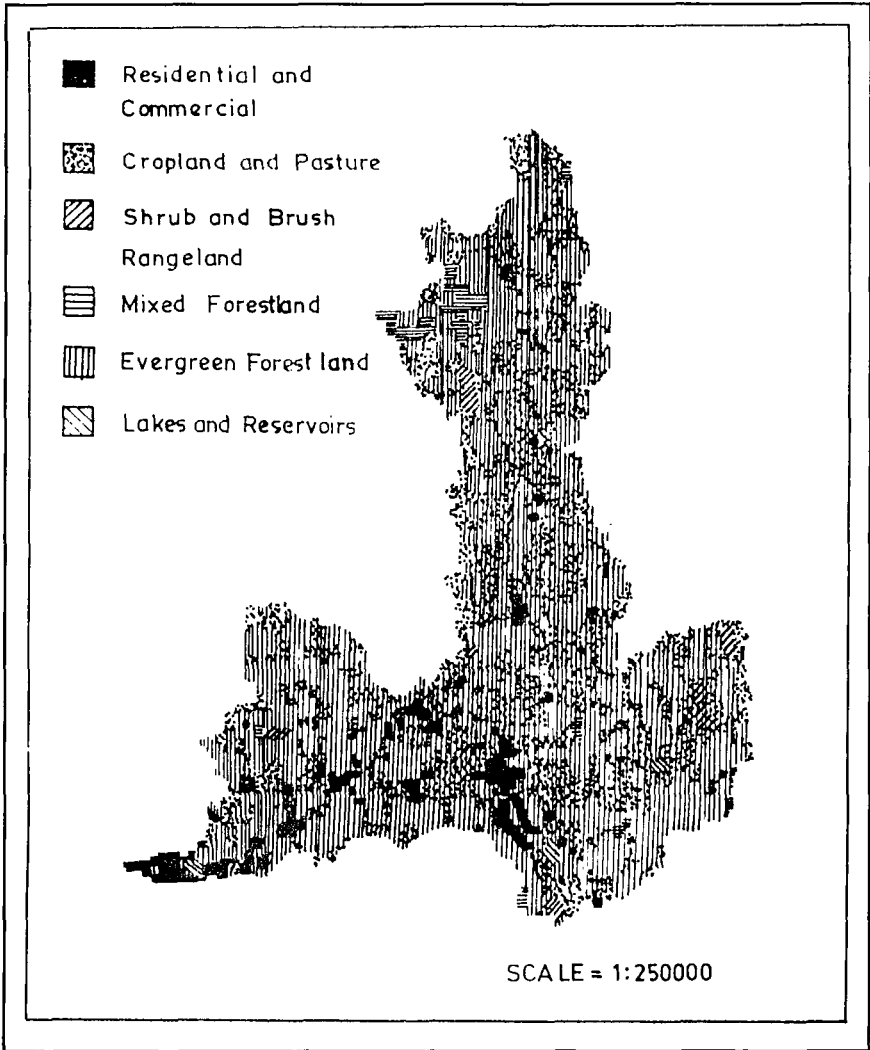 Residential and
Commercial
Cropland and Pasture
Shrub and Brush
Rangeland
Mixed Forestland
Evergreen Forest land
Lakes and Reservoirs
SCALE = 1:250000